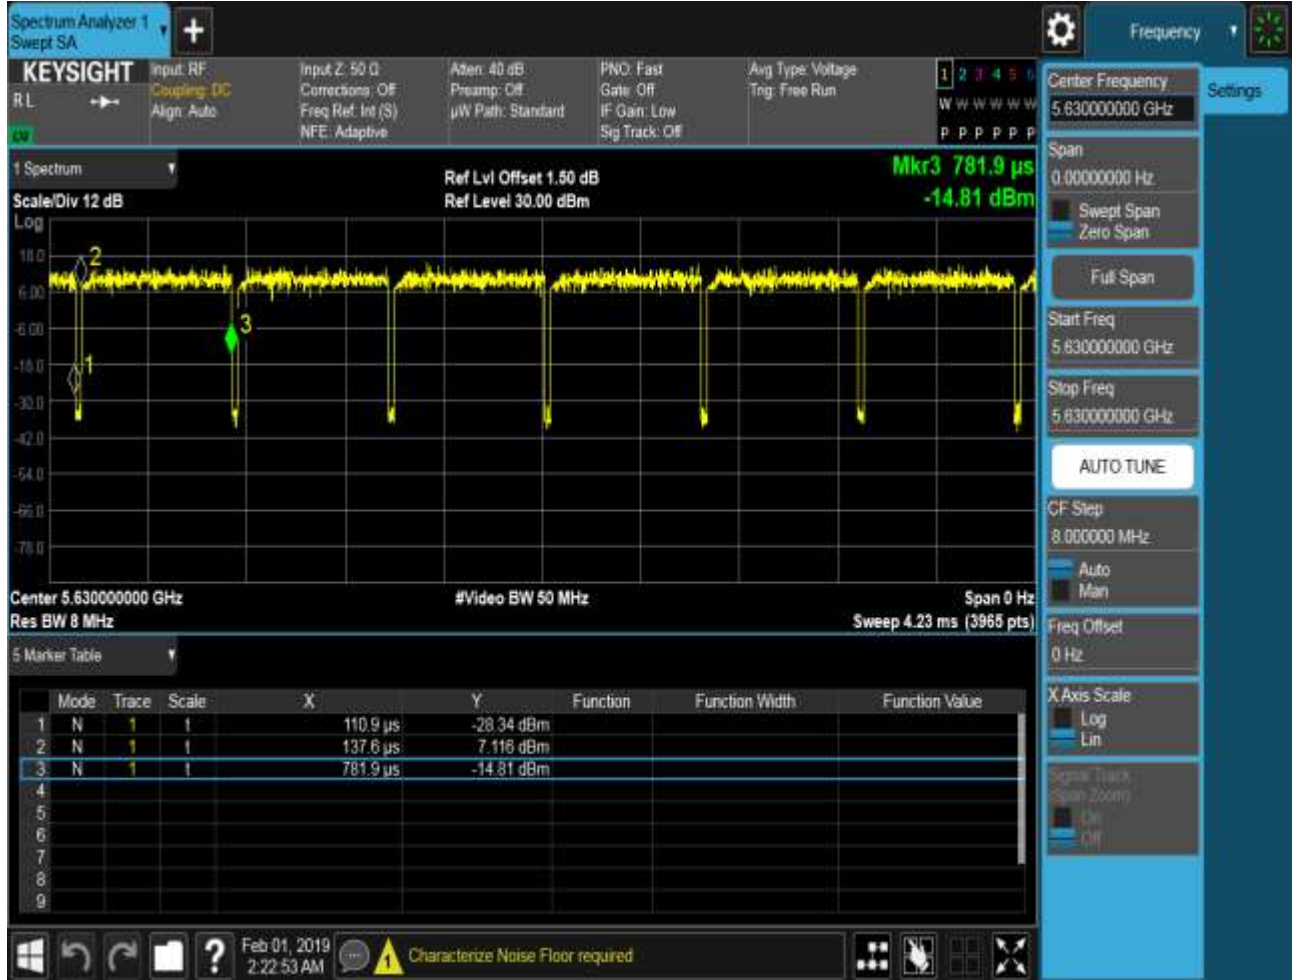 Spectrum Analyzer 1
Swept SA
Frequency
KEYSIGHT
R L
Input: RF
Coupling: DC
Align: Auto
Input Z: 50 Ω
Corrections: Off
Freq Ref: Int (S)
NFE: Adaptive
Atten: 40 dB
Preamp: Off
µW Path: Standard
PNO: Fast
Gate: Off
IF Gain: Low
Sig Track: Off
Avg Type: Voltage
Trig: Free Run
1 2 3 4 5 6
W W W W W W
P P P P P P
1 Spectrum
Scale/Div 12 dB
Ref Lvl Offset 1.50 dB
Ref Level 30.00 dBm
Mkr3 781.9 µs
-14.81 dBm
Log
18.0
6.00
-6.00
-18.0
-30.0
-42.0
-54.0
-66.0
-78.0
2
3
1
Center 5.630000000 GHz
#Video BW 50 MHz
Span 0 Hz
Res BW 8 MHz
Sweep 4.23 ms (3965 pts)
5 Marker Table
Mode Trace Scale X Y Function Function Width Function Value
1 N 1 t 110.9 µs -28.34 dBm
2 N 1 t 137.6 µs 7.116 dBm
3 N 1 t 781.9 µs -14.81 dBm
4
5
6
7
8
9
Feb 01, 2019
2:22:53 AM
1
Characterize Noise Floor required
Settings
Center Frequency
5.630000000 GHz
Span
0.00000000 Hz
Swept Span
Zero Span
Full Span
Start Freq
5.630000000 GHz
Stop Freq
5.630000000 GHz
AUTO TUNE
CF Step
8.000000 MHz
Auto
Man
Freq Offset
0 Hz
X Axis Scale
Log
Lin
Signal Track
(Span Zoom)
On
Off